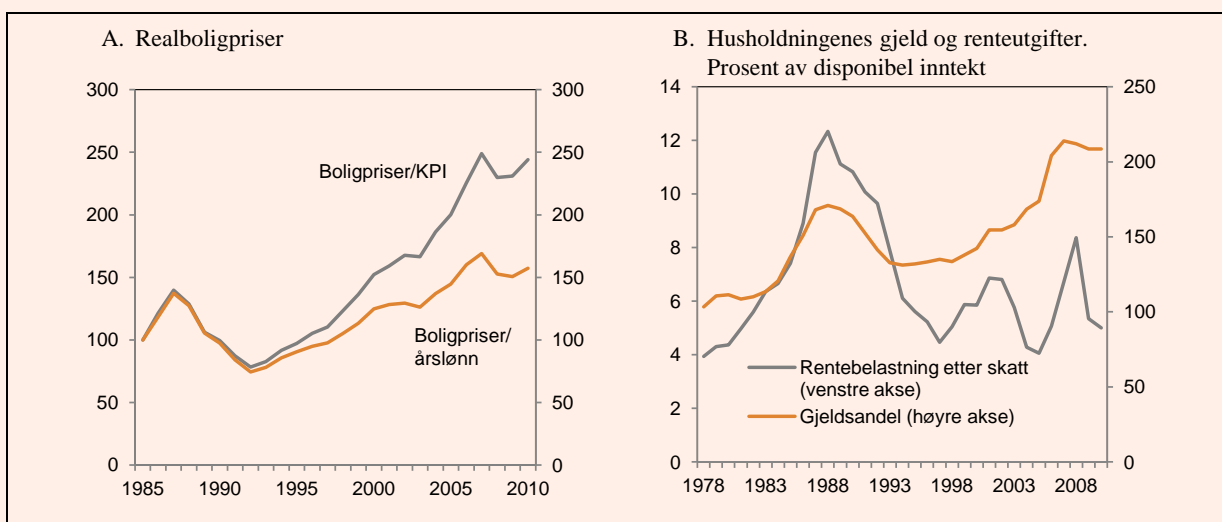 A. Realboligpriser
300
250
200
150
100
50
0
300
250
200
150
100
50
0
1985 1990 1995 2000 2005 2010
Boligpriser/KPI
Boligpriser/
årslønn
B. Husholdningenes gjeld og renteutgifter.
Prosent av disponibel inntekt
14
12
10
8
6
4
2
0
250
200
150
100
50
0
Rentebelastning etter skatt
(venstre akse)
Gjeldsandel (høyre akse)
1978 1983 1988 1993 1998 2003 2008